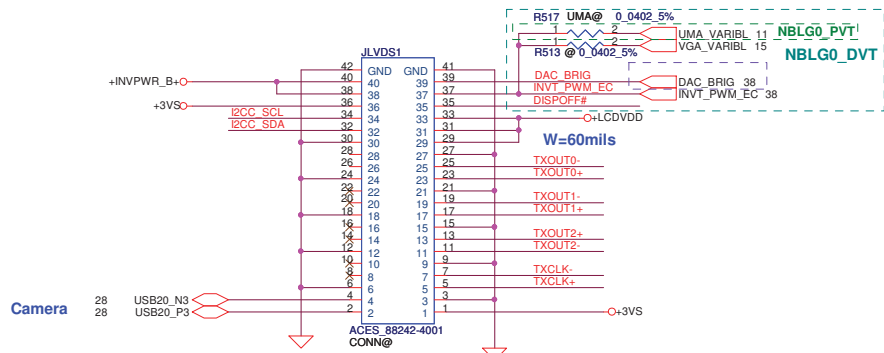 R517 UMA@ 0_0402_5%
1 2 UMA_VARIBL 11 NBLG0_PVT
1 2 VGA_VARIBL 15
R513 @ 0_0402_5%
NBLG0_DVT
JLVDS1
42 GND GND 41
+INVPWR_B+ 40 40 39 39 DAC_BRIG DAC_BRIG 38
38 38 37 37 INVT_PWM_EC INVT_PWM_EC 38
+3VS 36 36 35 35 DISPOFF#
I2CC_SCL 34 34 33 33 +LCDVDD
I2CC_SDA 32 32 31 31
30 30 29 29 W=60mils
28 28 27 27
26 26 25 25 TXOUT0-
24 24 23 23 TXOUT0+
22 22 21 21
20 20 19 19 TXOUT1-
18 18 17 17 TXOUT1+
16 16 15 15
14 14 13 13 TXOUT2+
12 12 11 11 TXOUT2-
10 10 9 9
8 8 7 7 TXCLK-
6 6 5 5 TXCLK+
Camera 28 USB20_N3 4 4 3 3
28 USB20_P3 2 2 1 1 +3VS
ACES_88242-4001
CONN@